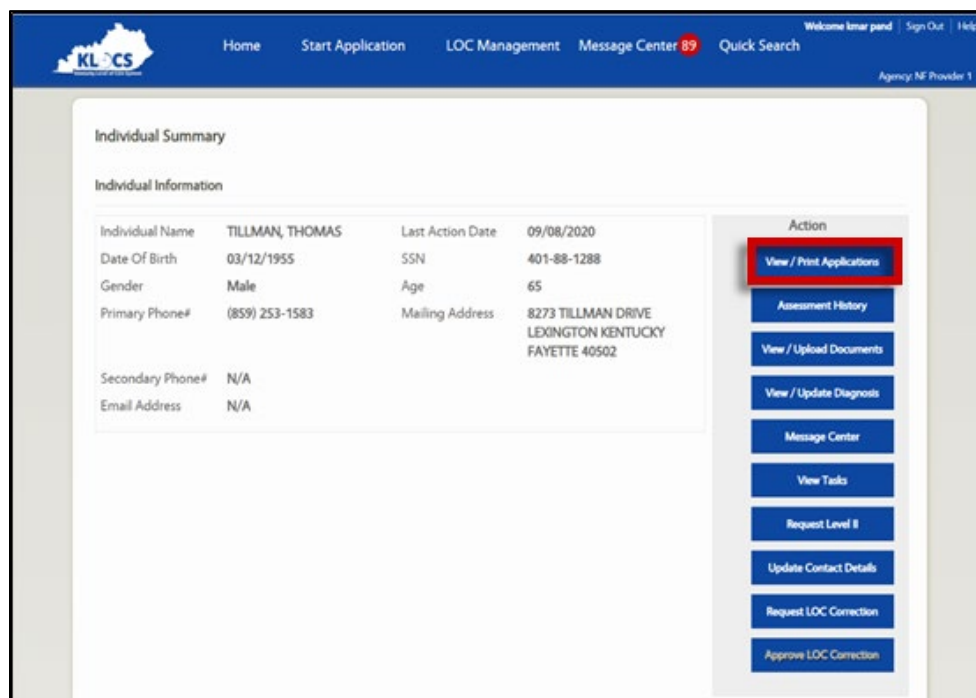 Welcome kmar pand | Sign Out | Help
KLOCS
Home Start Application LOC Management Message Center 89 Quick Search
Agency: NF Provider 1
Individual Summary
Individual Information
Individual Name TILLMAN, THOMAS Last Action Date 09/08/2020
Date Of Birth 03/12/1955 SSN 401-88-1288
Gender Male Age 65
Primary Phone# (859) 253-1583 Mailing Address 8273 TILLMAN DRIVE
LEXINGTON KENTUCKY
FAYETTE 40502
Secondary Phone# N/A
Email Address N/A
Action
View / Print Applications
Assessment History
View / Upload Documents
View / Update Diagnosis
Message Center
View Tasks
Request Level II
Update Contact Details
Request LOC Correction
Approve LOC Correction